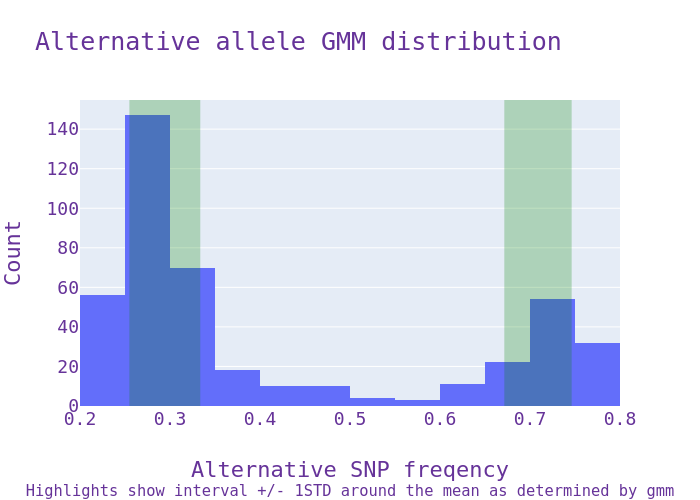 Alternative allele GMM distribution
Count
140
120
100
80
60
40
20
0
0.2 0.3 0.4 0.5 0.6 0.7 0.8
Alternative SNP freqency
Highlights show interval +/- 1STD around the mean as determined by gmm